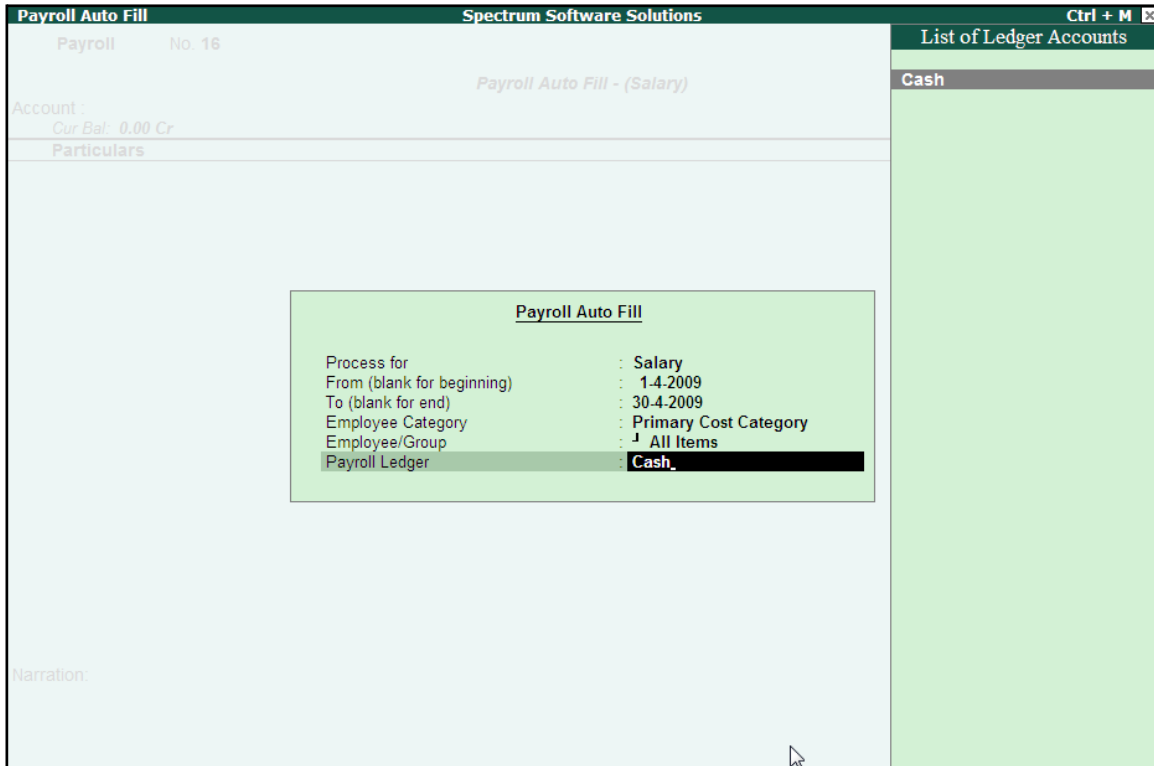 Payroll Auto Fill Spectrum Software Solutions Ctrl + M
List of Ledger Accounts
Cash
Payroll No. 16
Payroll Auto Fill - (Salary)
Account :
Cur Bal: 0.00 Cr
Particulars
Payroll Auto Fill
Process for : Salary
From (blank for beginning) : 1-4-2009
To (blank for end) : 30-4-2009
Employee Category : Primary Cost Category
Employee/Group : ┘ All Items
Payroll Ledger : Cash
Narration: